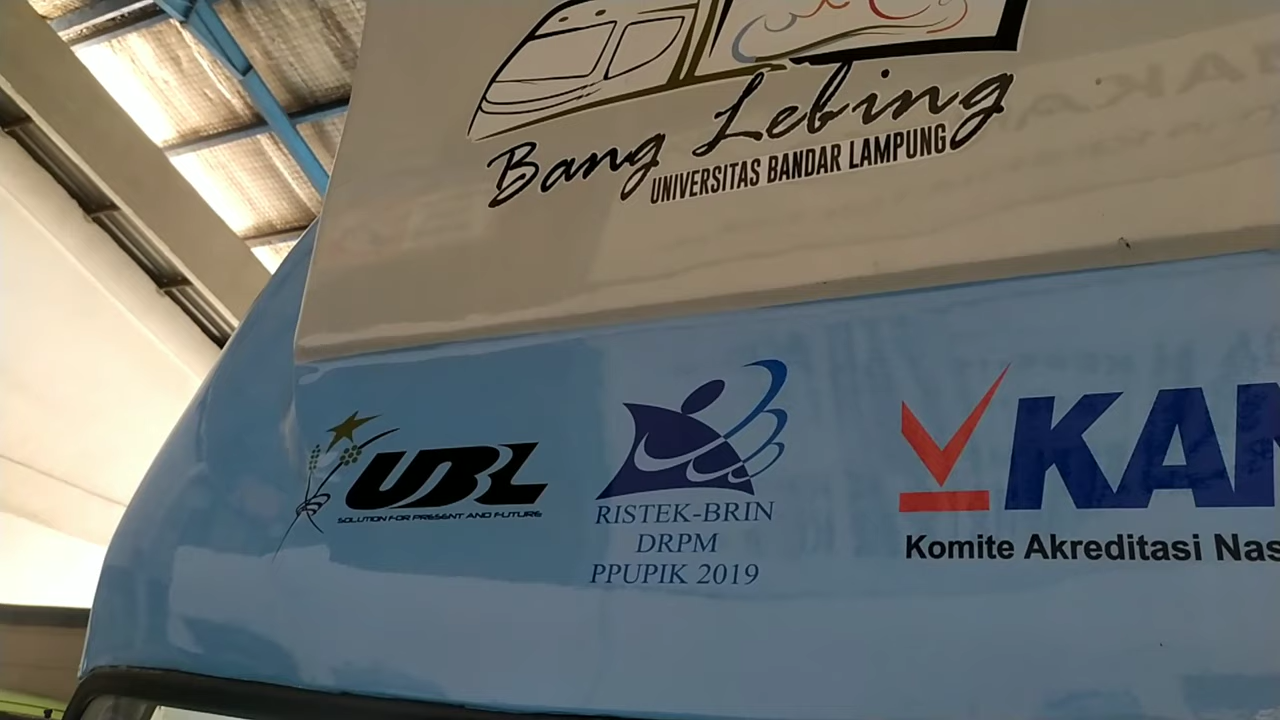 Bang Lebing
UNIVERSITAS BANDAR LAMPUNG
UBL
SOLUTION FOR PRESENT AND FUTURE
RISTEK-BRIN
DRPM
PPUPIK 2019
KAN
Komite Akreditasi Nas